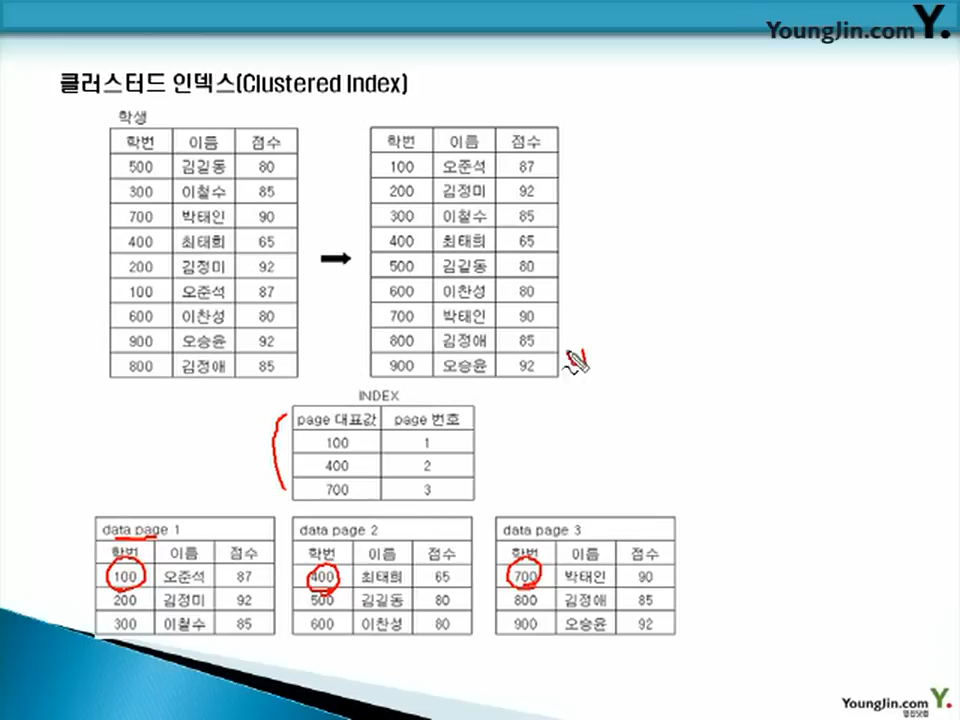 YoungJin.com Y.
클러스터드 인덱스(Clustered Index)
학생
학번 이름 점수
500 김길동 80
300 이철수 85
700 박태인 90
400 최태희 65
200 김정미 92
100 오준석 87
600 이찬성 80
900 오승윤 92
800 김정애 85
학번 이름 점수
100 오준석 87
200 김정미 92
300 이철수 85
400 최태희 65
500 김길동 80
600 이찬성 80
700 박태인 90
800 김정애 85
900 오승윤 92
INDEX
page 대표값 page 번호
100 1
400 2
700 3
data page 1
학번 이름 점수
100 오준석 87
200 김정미 92
300 이철수 85
data page 2
학번 이름 점수
400 최태희 65
500 김길동 80
600 이찬성 80
data page 3
학번 이름 점수
700 박태인 90
800 김정애 85
900 오승윤 92
YoungJin.com Y.
영진닷컴